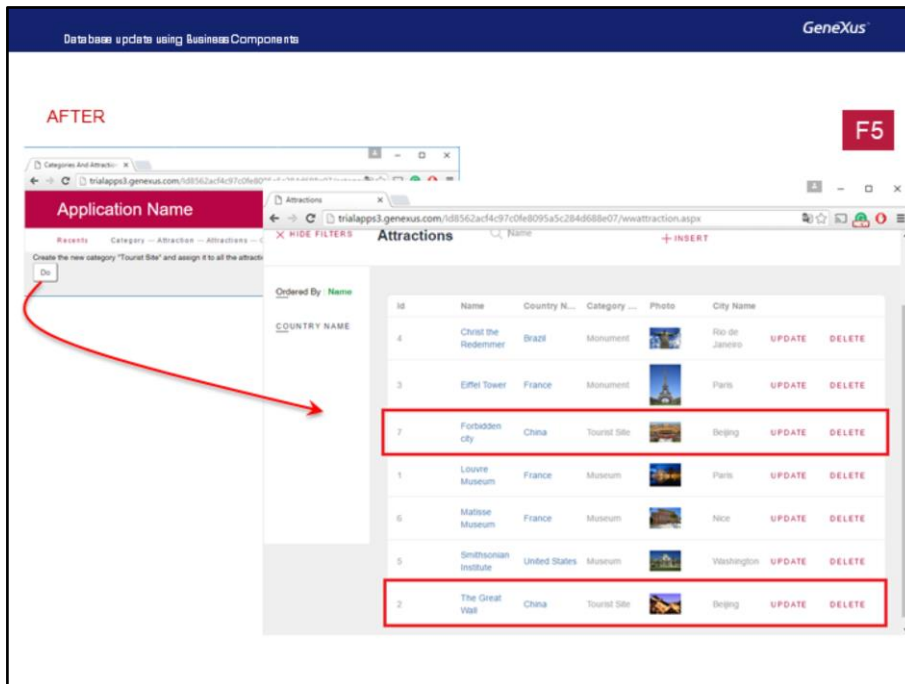 GeneXus
Database update using Business Components
AFTER
F5
Categories And Attraction
trialapps3.genexus.com/Id8562acf4c97c0fe8095a5c284d688e07/
Application Name
Recents Category — Attraction — Attractions —
Create the new category "Tourist Site" and assign it to all the attracti
Do
Attractions
trialapps3.genexus.com/Id8562acf4c97c0fe8095a5c284d688e07/wwattraction.aspx
HIDE FILTERS Attractions Name + INSERT
Ordered By : Name
COUNTRY NAME
Id Name Country N... Category ... Photo City Name
4 Christ the Redemmer Brazil Monument Rio de Janeiro UPDATE DELETE
3 Eiffel Tower France Monument Paris UPDATE DELETE
7 Forbidden city China Tourist Site Beijing UPDATE DELETE
1 Louvre Museum France Museum Paris UPDATE DELETE
6 Matisse Museum France Museum Nice UPDATE DELETE
5 Smithsonian Institute United States Museum Washington UPDATE DELETE
2 The Great Wall China Tourist Site Beijing UPDATE DELETE